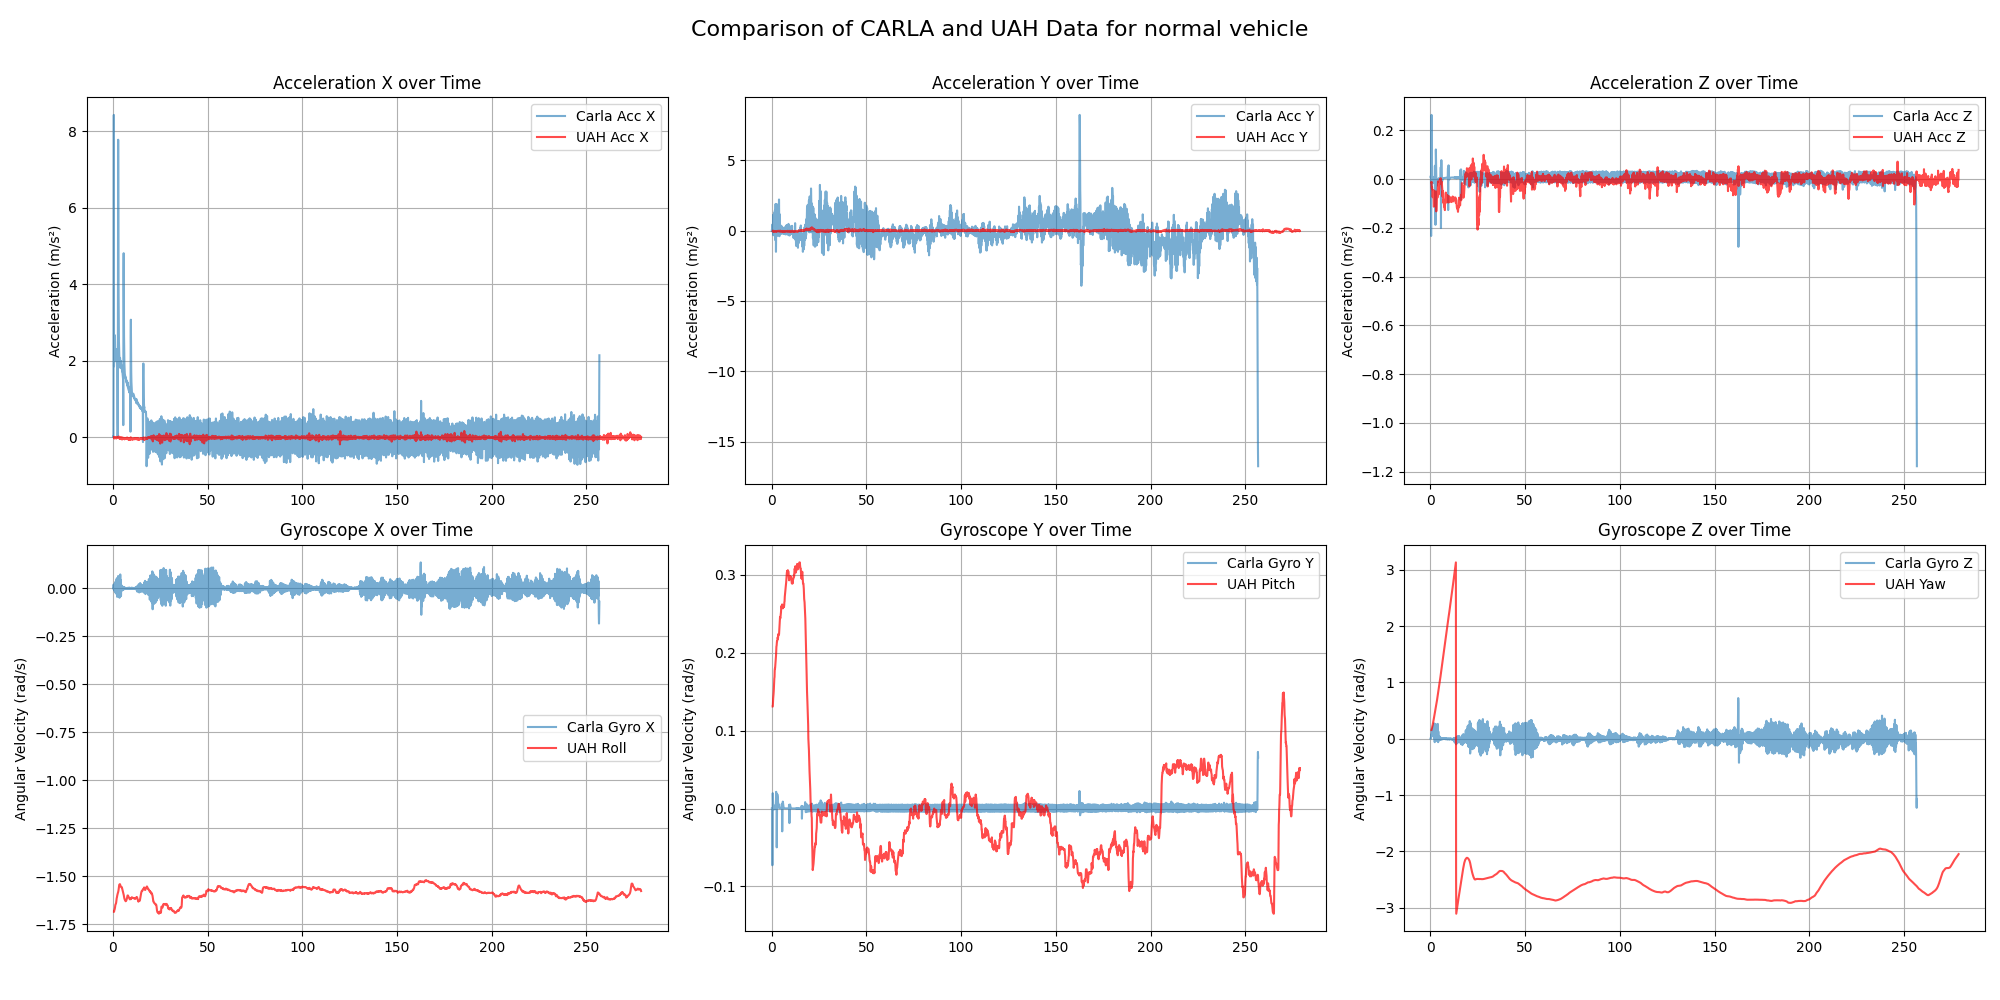 Comparison of CARLA and UAH Data for normal vehicle
Acceleration X over Time
Acceleration (m/s²)
8
6
4
2
0
0 50 100 150 200 250
Carla Acc X
UAH Acc X
Acceleration Y over Time
Acceleration (m/s²)
5
0
−5
−10
−15
0 50 100 150 200 250
Carla Acc Y
UAH Acc Y
Acceleration Z over Time
Acceleration (m/s²)
0.2
0.0
−0.2
−0.4
−0.6
−0.8
−1.0
−1.2
0 50 100 150 200 250
Carla Acc Z
UAH Acc Z
Gyroscope X over Time
Angular Velocity (rad/s)
0.00
−0.25
−0.50
−0.75
−1.00
−1.25
−1.50
−1.75
0 50 100 150 200 250
Carla Gyro X
UAH Roll
Gyroscope Y over Time
Angular Velocity (rad/s)
0.3
0.2
0.1
0.0
−0.1
0 50 100 150 200 250
Carla Gyro Y
UAH Pitch
Gyroscope Z over Time
Angular Velocity (rad/s)
3
2
1
0
−1
−2
−3
0 50 100 150 200 250
Carla Gyro Z
UAH Yaw